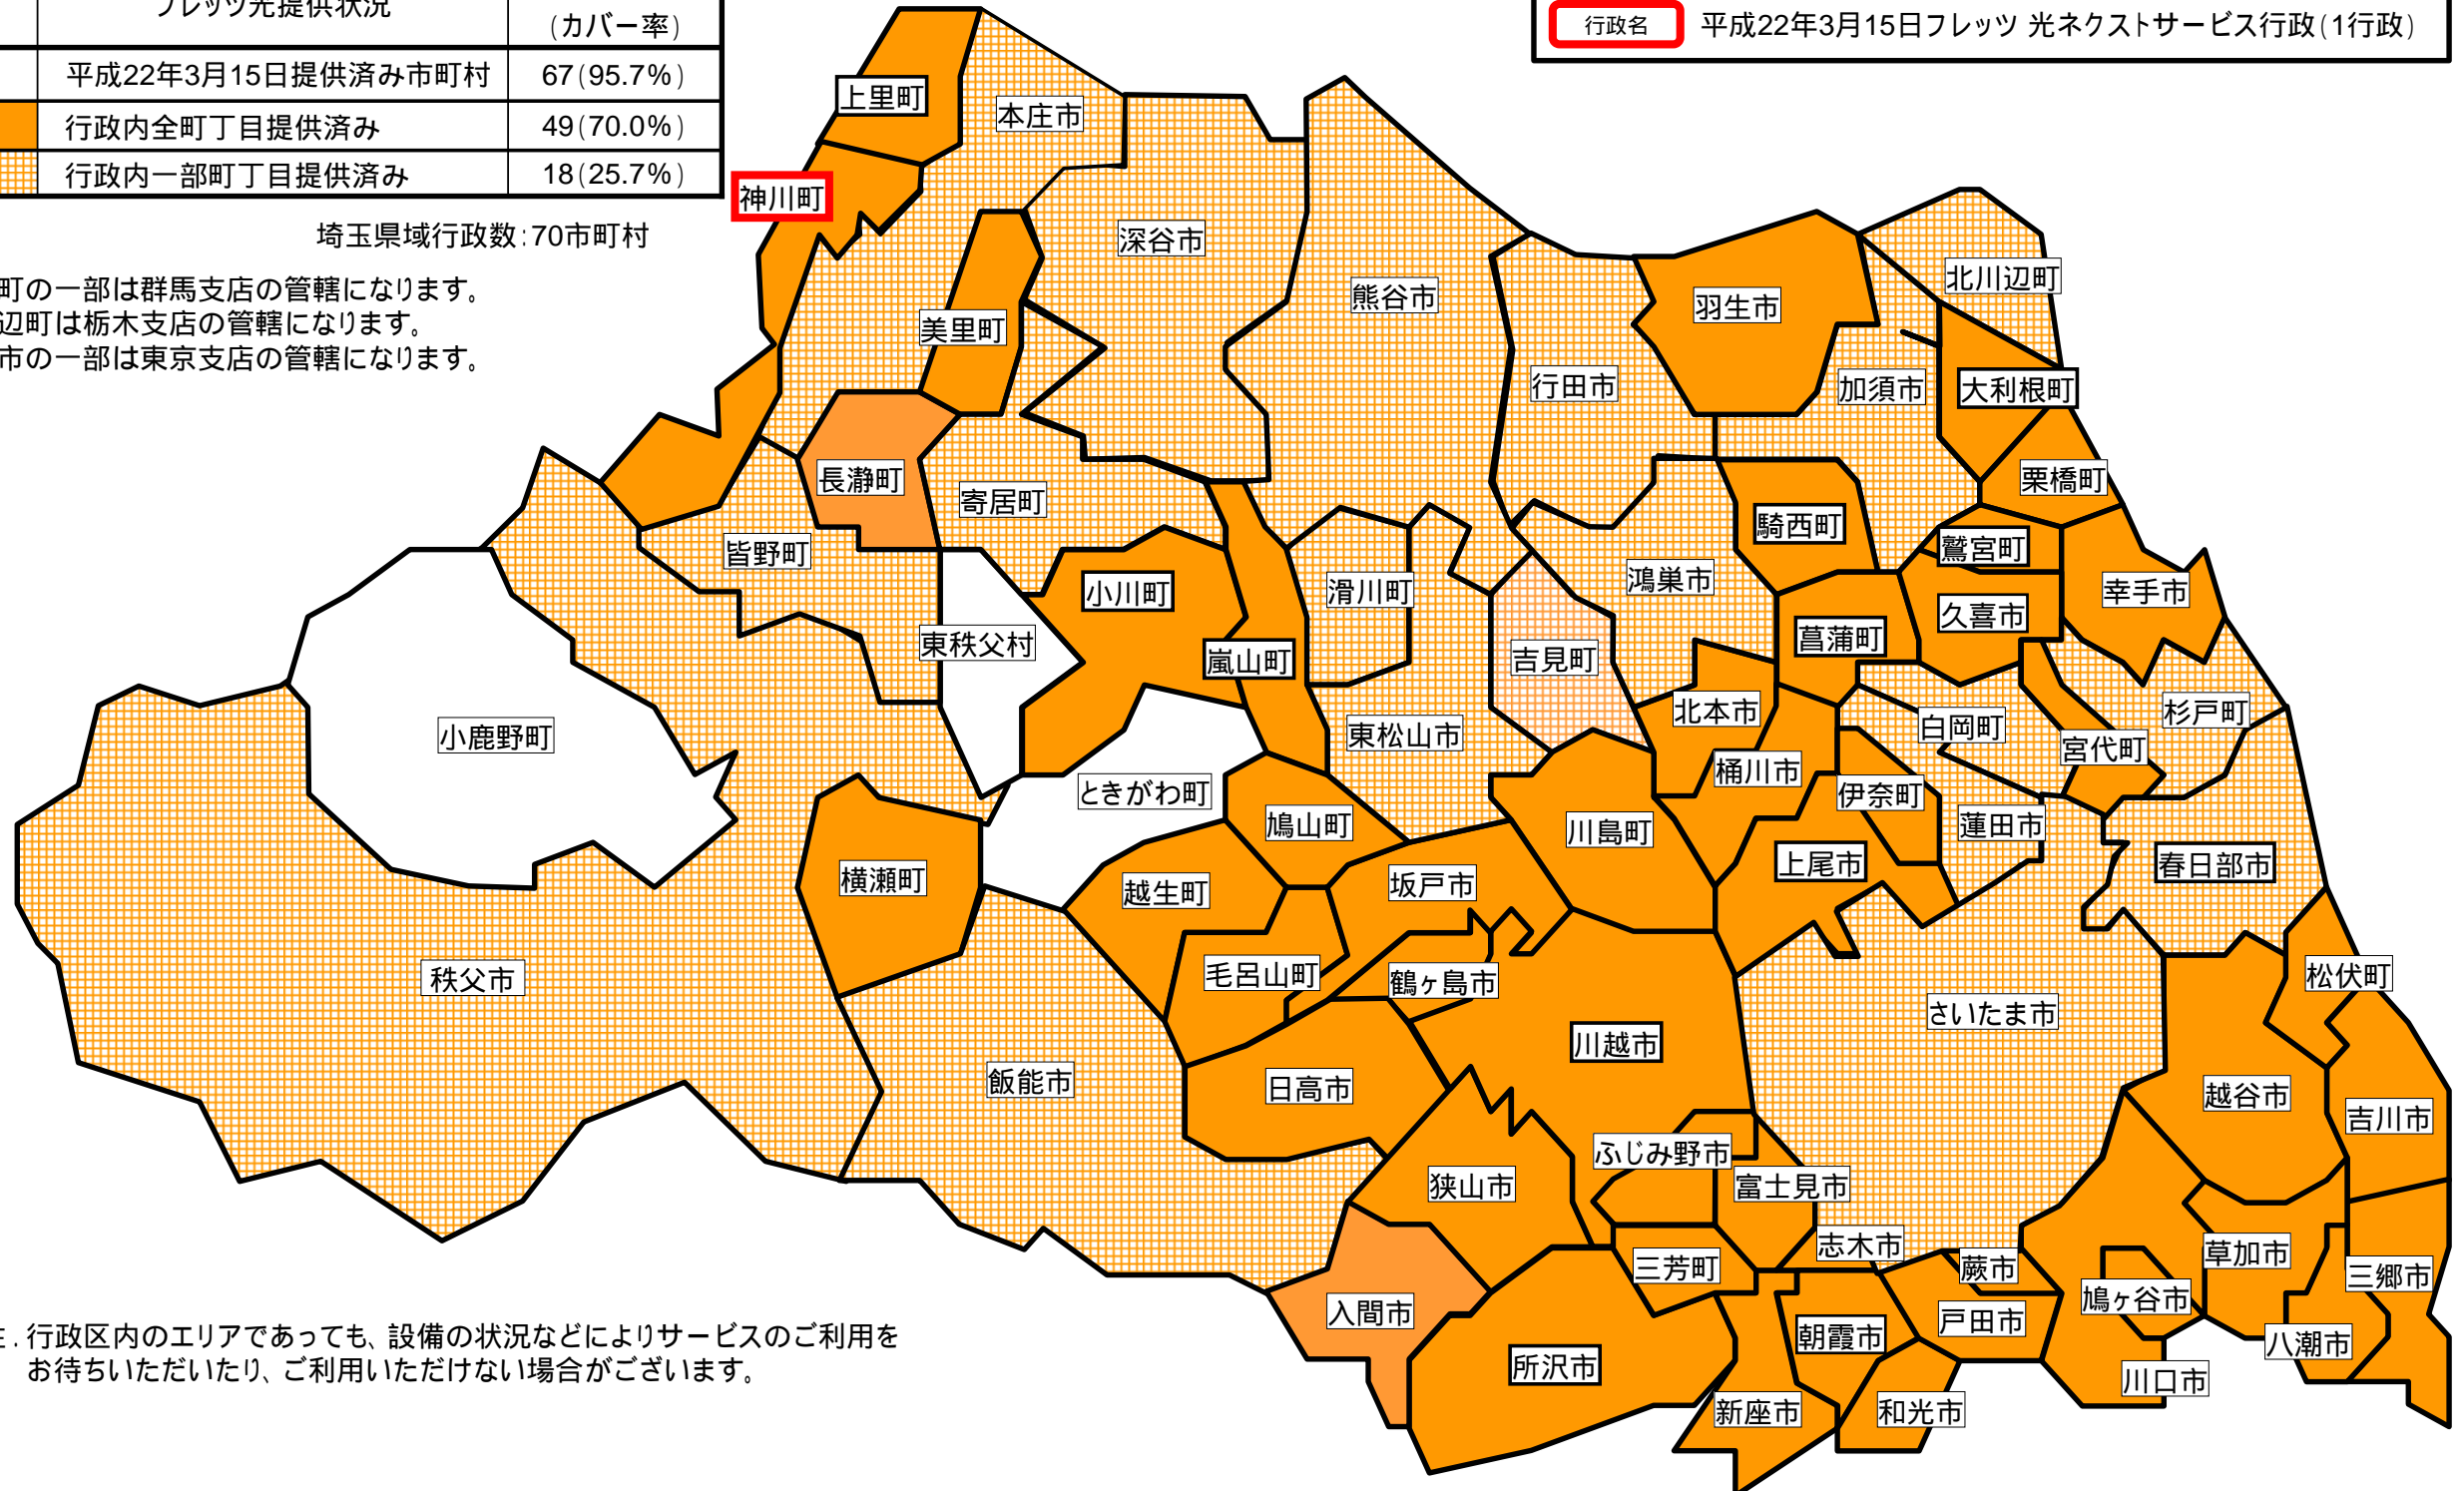 フレッツ光提供状況
(カバー率)
平成22年3月15日提供済み市町村 67(95.7%)
行政内全町丁目提供済み 49(70.0%)
行政内一部町丁目提供済み 18(25.7%)
行政名 平成22年3月15日フレッツ 光ネクストサービス行政(1行政)
埼玉県域行政数:70市町村
町の一部は群馬支店の管轄になります。
辺町は栃木支店の管轄になります。
市の一部は東京支店の管轄になります。
上里町
本庄市
神川町
深谷市
北川辺町
熊谷市
羽生市
美里町
行田市
加須市
大利根町
長瀞町
寄居町
栗橋町
騎西町
皆野町
鷲宮町
小川町
滑川町
鴻巣市
幸手市
久喜市
東秩父村
嵐山町
吉見町
菖蒲町
小鹿野町
東松山市
北本市
白岡町
杉戸町
宮代町
ときがわ町
桶川市
伊奈町
鳩山町
川島町
蓮田市
横瀬町
越生町
坂戸市
上尾市
春日部市
秩父市
毛呂山町
鶴ヶ島市
松伏町
さいたま市
川越市
飯能市
日高市
越谷市
吉川市
ふじみ野市
狭山市
富士見市
志木市
草加市
三芳町
蕨市
三郷市
入間市
鳩ヶ谷市
戸田市
朝霞市
八潮市
所沢市
川口市
新座市
和光市
. 行政区内のエリアであっても、設備の状況などによりサービスのご利用を
お待ちいただいたり、ご利用いただけない場合がございます。